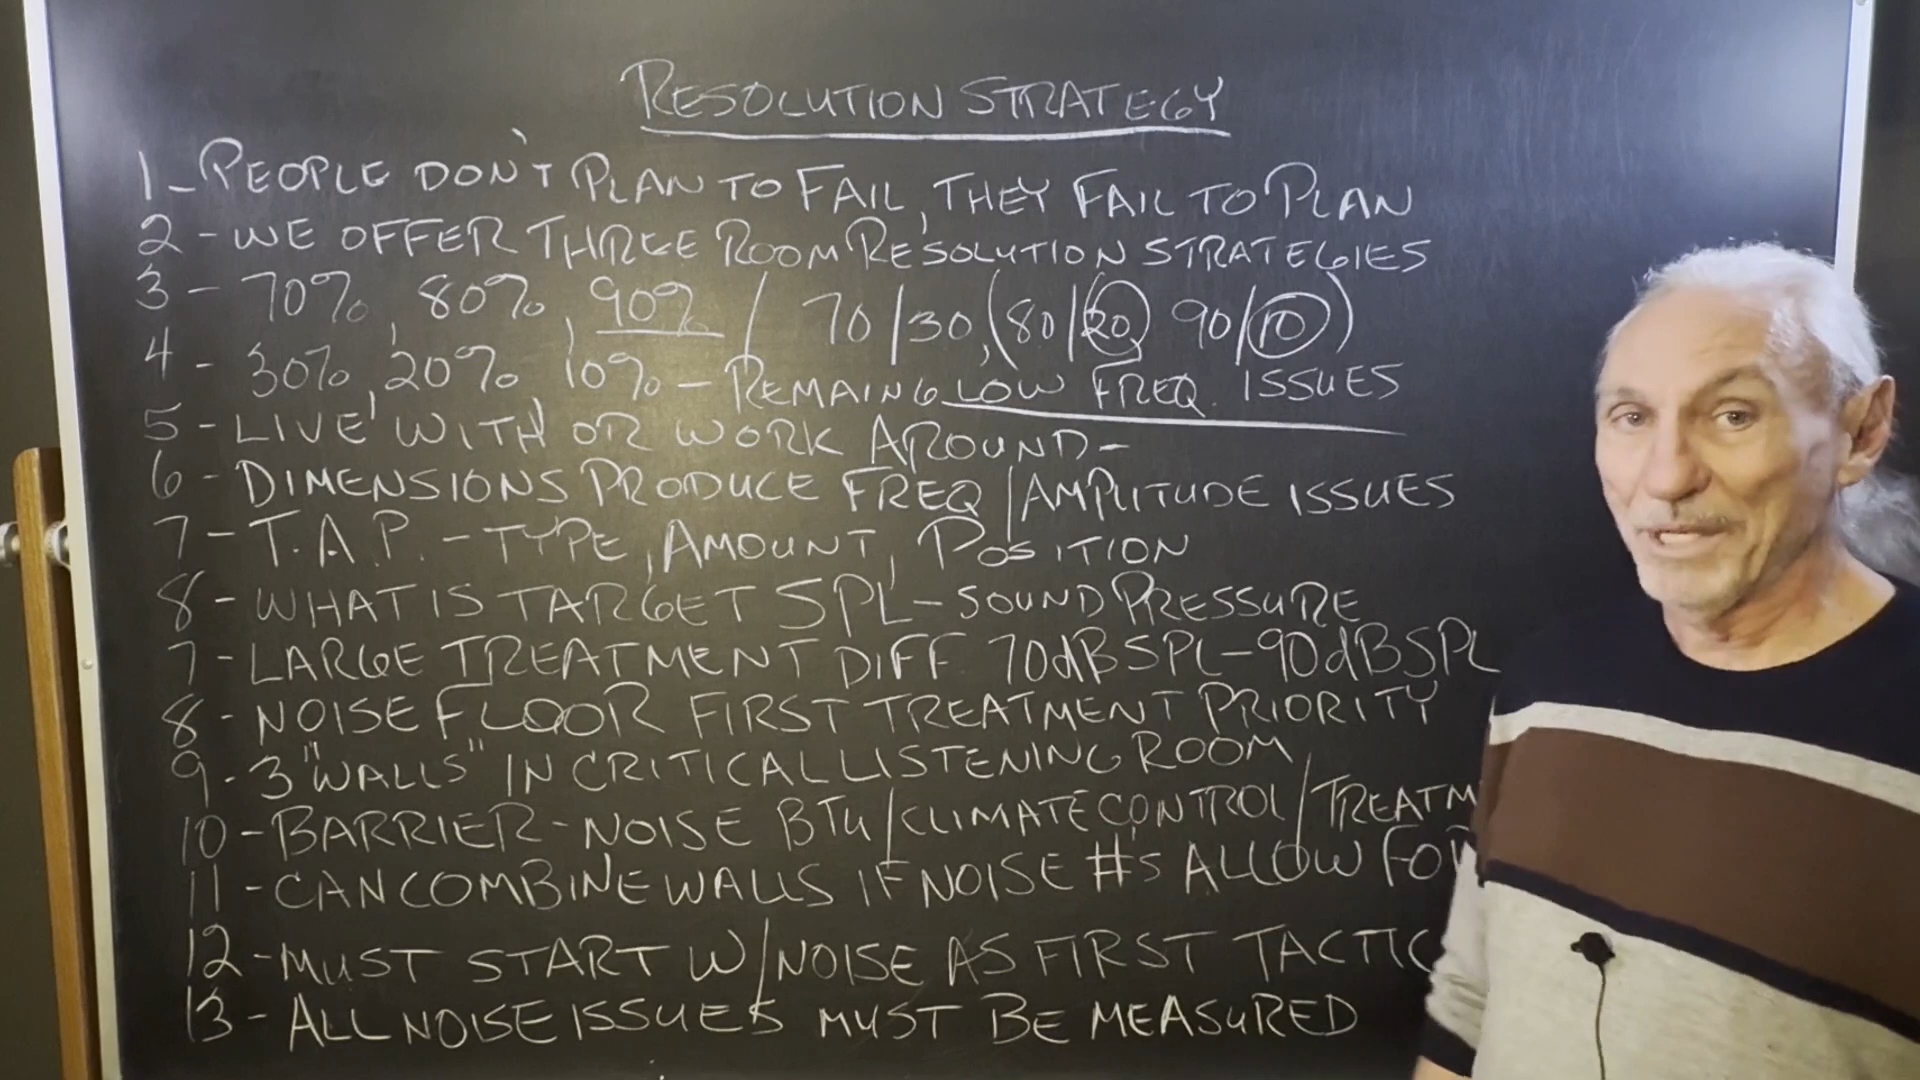 RESOLUTION STRATEGY
1-PEOPLE DON'T PLAN TO FAIL, THEY FAIL TO PLAN
2-WE OFFER THREE ROOM RESOLUTION STRATEGIES
3-70%, 80%, 90% / 70/30, (80/20 90/10)
4-30%, 20%, 10%-REMAING LOW FREQ. ISSUES
5-LIVE WITH OR WORK AROUND-
6-DIMENSIONS PRODUCE FREQ/AMPLITUDE ISSUES
7-T.A.P.-TYPE, AMOUNT, POSITION
8-WHAT IS TARGET SPL-SOUND PRESSURE
7-LARGE TREATMENT DIFF 70dBSPL-90dBSPL
8-NOISE FLOOR FIRST TREATMENT PRIORITY
9-3 "WALLS" IN CRITICAL LISTENING ROOM
10-BARRIER-NOISE BTU/CLIMATE CONTROL/TREATM
11-CAN COMBINE WALLS IF NOISE #S ALLOW FO
12-MUST START W/NOISE AS FIRST TACTIC
13-ALL NOISE ISSUES MUST BE MEASURED